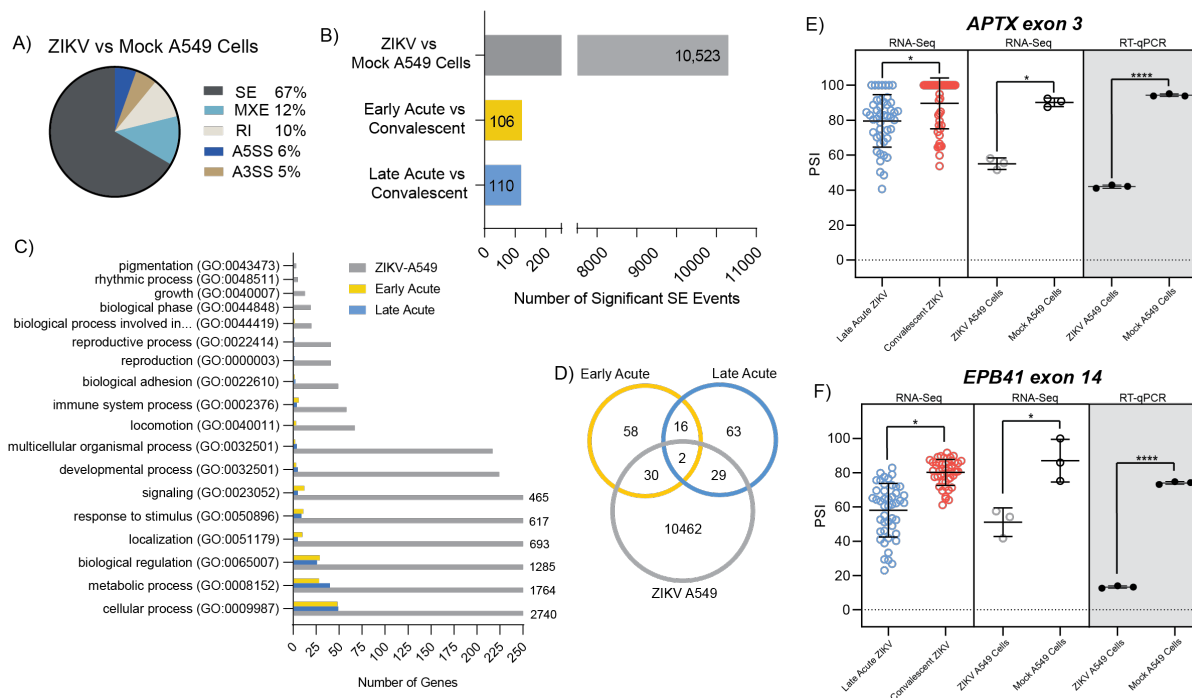 A)
ZIKV vs Mock A549 Cells
SE 67%
MXE 12%
RI 10%
A5SS 6%
A3SS 5%
B)
ZIKV vs
Mock A549 Cells
10,523
Early Acute vs
Convalescent
106
Late Acute vs
Convalescent
110
0
100
200
8000
9000
10000
11000
Number of Significant SE Events
C)
ZIKV-A549
Early Acute
Late Acute
pigmentation (GO:0043473)
rhythmic process (GO:0048511)
growth (GO:0040007)
biological phase (GO:0044848)
biological process involved in... (GO:0044419)
reproductive process (GO:0022414)
reproduction (GO:0000003)
biological adhesion (GO:0022610)
immune system process (GO:0002376)
locomotion (GO:0040011)
multicellular organismal process (GO:0032501)
developmental process (GO:0032501)
signaling (GO:0023052) 465
response to stimulus (GO:0050896) 617
localization (GO:0051179) 693
biological regulation (GO:0065007) 1285
metabolic process (GO:0008152) 1764
cellular process (GO:0009987) 2740
0 25 50 75 100 125 150 175 200 225 250
Number of Genes
D)
Early Acute
Late Acute
58
16
63
2
30
29
10462
ZIKV A549
E)
APTX exon 3
RNA-Seq
RNA-Seq
RT-qPCR
*
*
****
PSI
100
80
60
40
20
0
Late Acute ZIKV
Convalescent ZIKV
ZIKV A549 Cells
Mock A549 Cells
ZIKV A549 Cells
Mock A549 Cells
F)
EPB41 exon 14
RNA-Seq
RNA-Seq
RT-qPCR
*
*
****
PSI
100
80
60
40
20
0
Late Acute ZIKV
Convalescent ZIKV
ZIKV A549 Cells
Mock A549 Cells
ZIKV A549 Cells
Mock A549 Cells